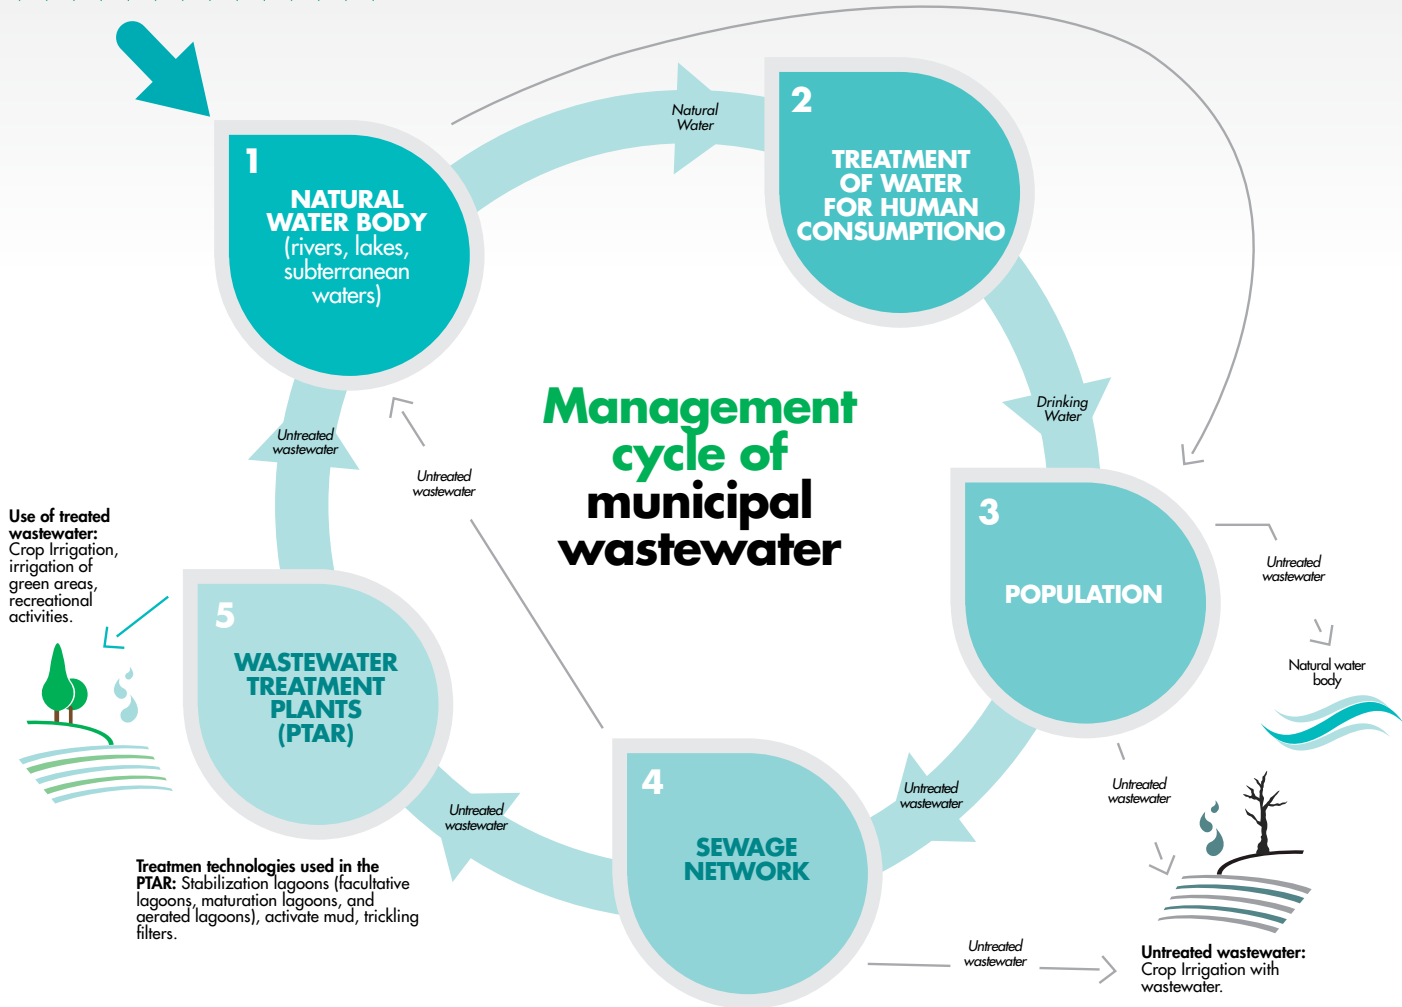 1
NATURAL
WATER BODY
(rivers, lakes,
subterranean
waters)
Natural
Water
2
TREATMENT
OF WATER
FOR HUMAN
CONSUMPTIONO
Drinking
Water
Management
cycle of
municipal
wastewater
3
POPULATION
Untreated
wastewater
Natural water
body
Untreated
wastewater
Untreated wastewater:
Crop Irrigation with
wastewater.
Untreated
wastewater
4
SEWAGE
NETWORK
Untreated
wastewater
Untreated
wastewater
Untreated
wastewater
5
WASTEWATER
TREATMENT
PLANTS
(PTAR)
Untreated
wastewater
Use of treated
wastewater:
Crop Irrigation,
irrigation of
green areas,
recreational
activities.
Treatmen technologies used in the
PTAR: Stabilization lagoons (facultative
lagoons, maturation lagoons, and
aerated lagoons), activate mud, trickling
filters.